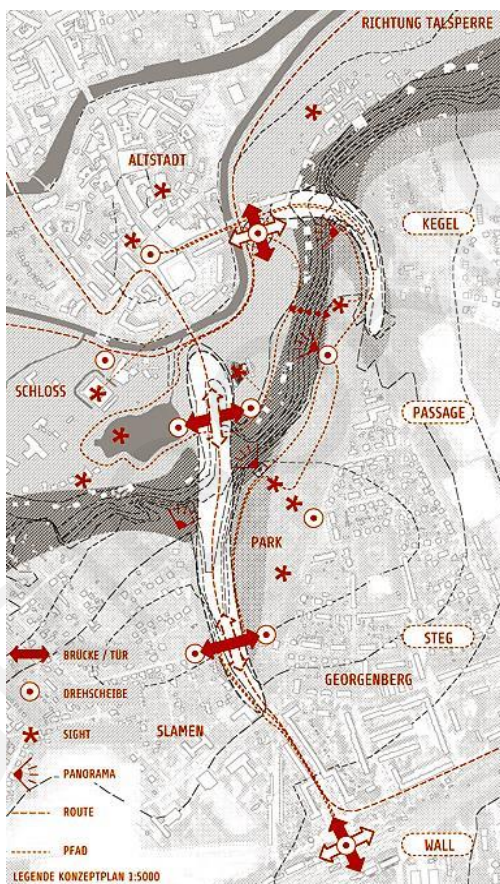 RICHTUNG TALSPERRE
ALTSTADT
KEGEL
SCHLOSS
PASSAGE
PARK
STEG
BRÜCKE / TÜR
GEORGENBERG
DREHSCHEIBE
SLAMEN
SIGHT
PANORAMA
ROUTE
WALL
PFAD
LEGENDE KONZEPTPLAN 1:5000